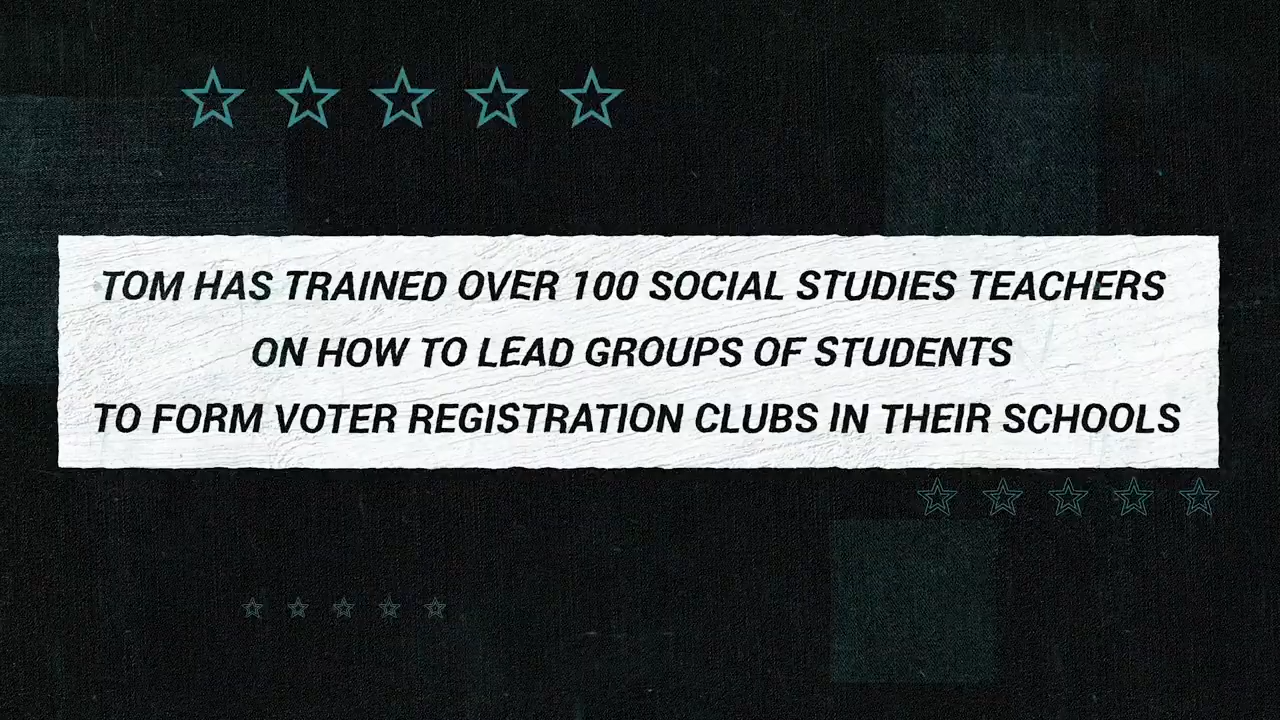 TOM HAS TRAINED OVER 100 SOCIAL STUDIES TEACHERS
ON HOW TO LEAD GROUPS OF STUDENTS
TO FORM VOTER REGISTRATION CLUBS IN THEIR SCHOOLS